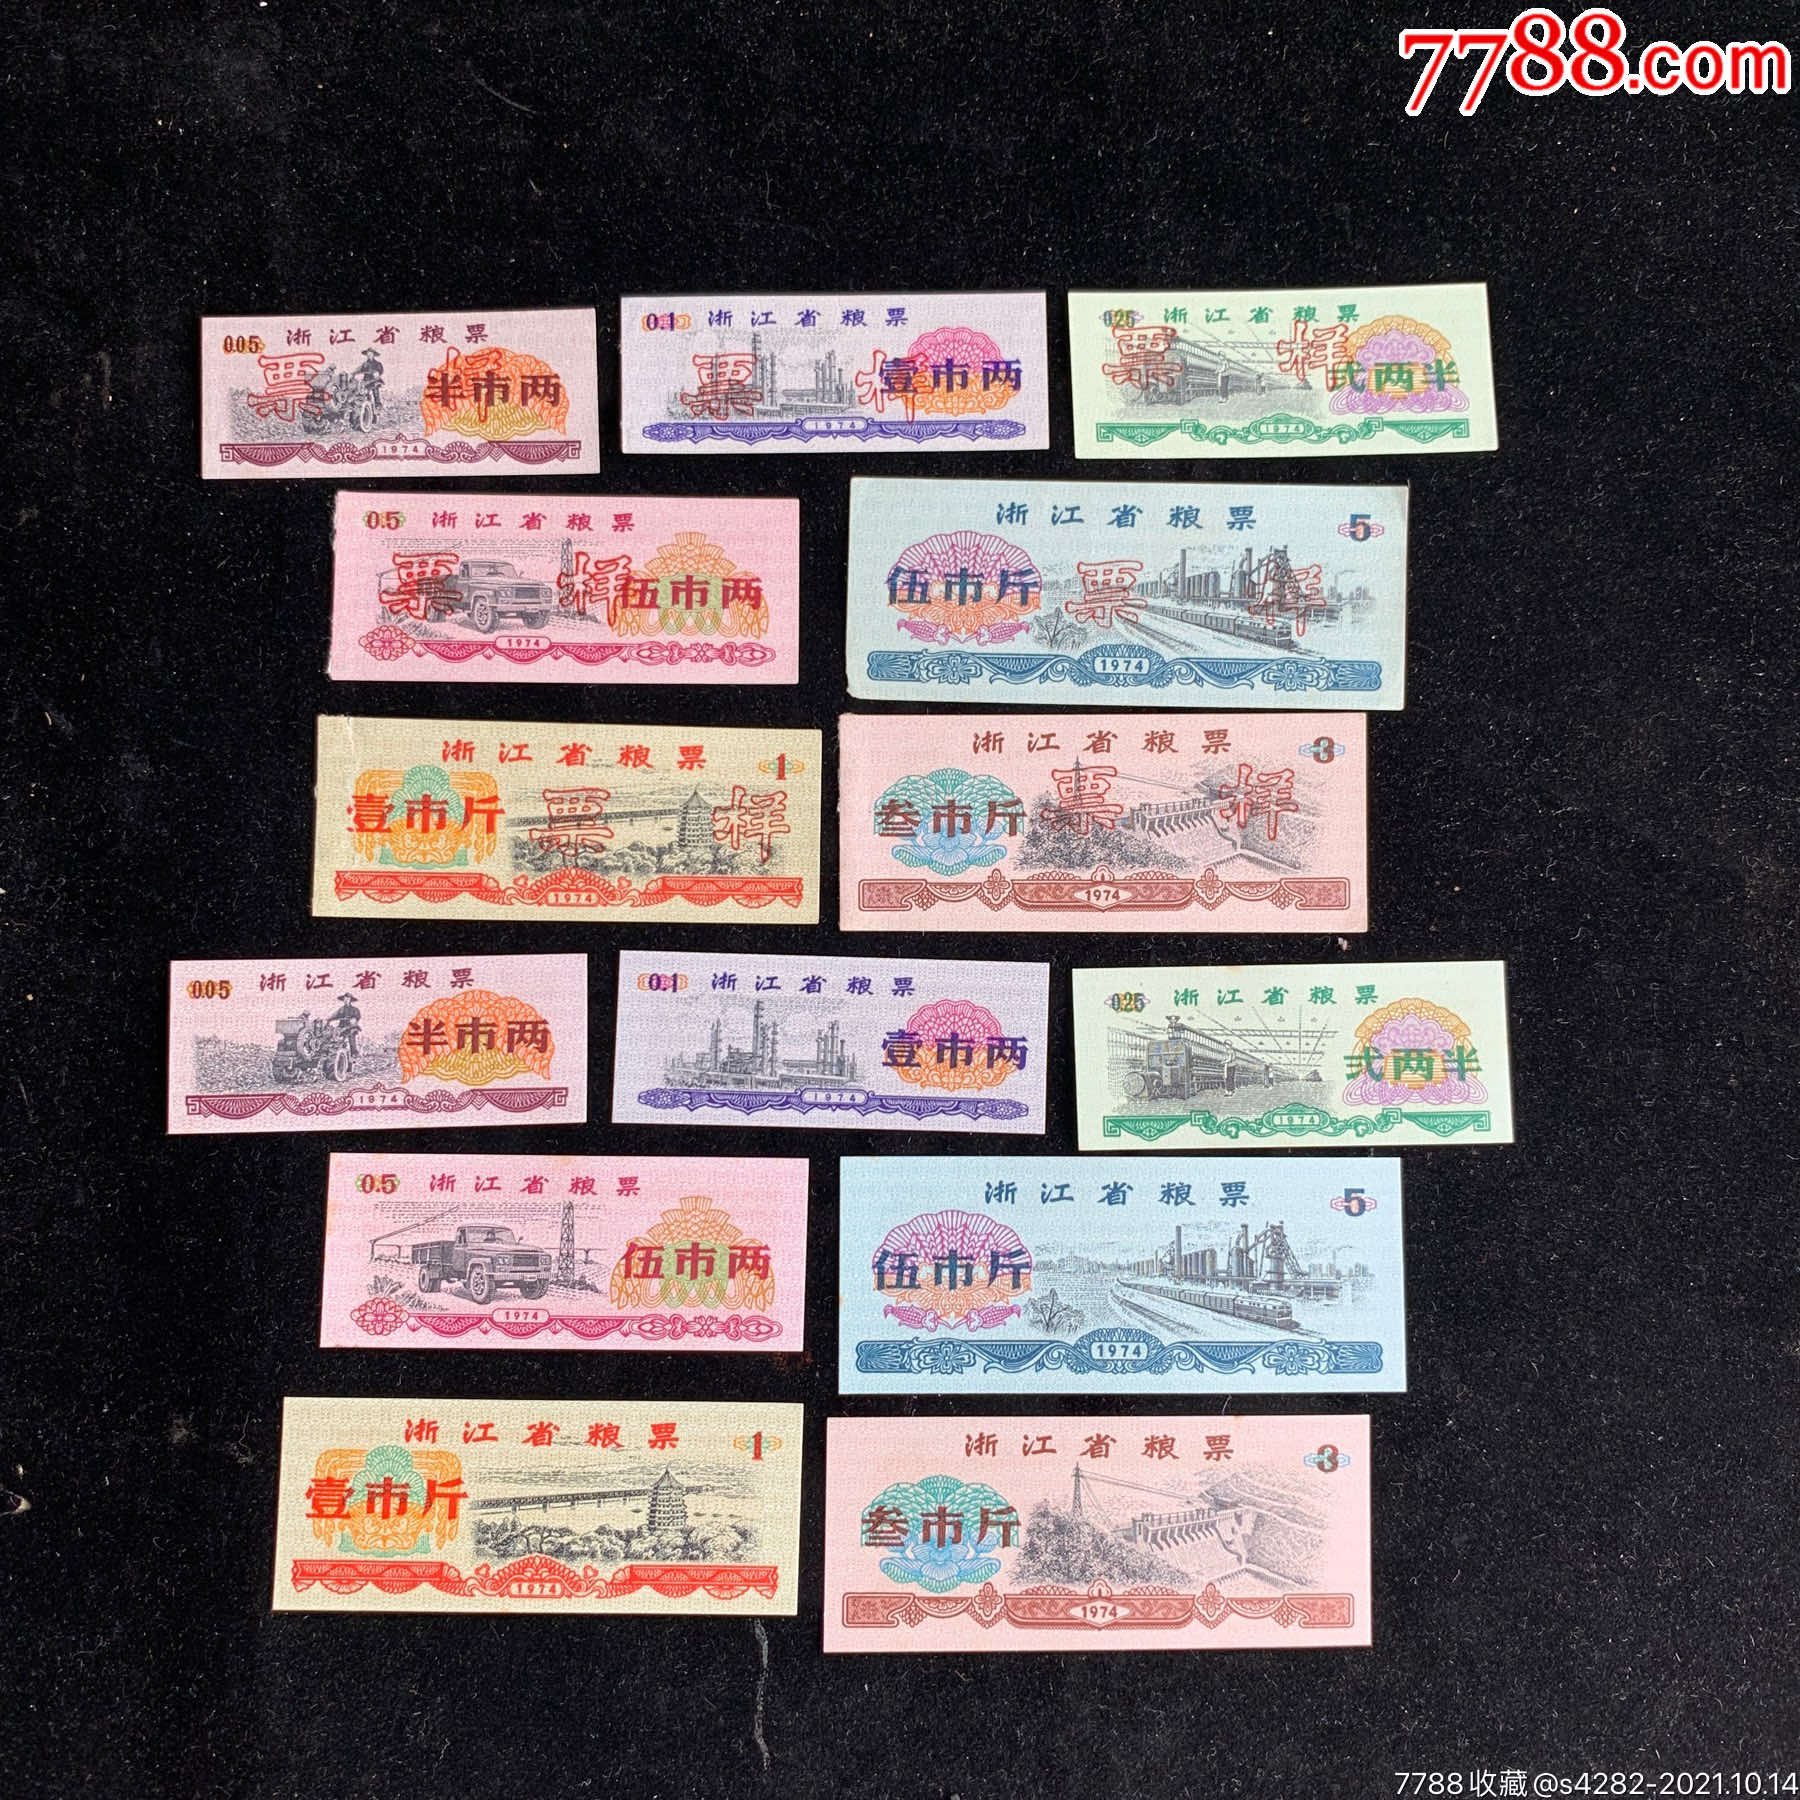 7788.com
0.05 浙江省粮票
票样
半市两
1974
0.1 浙江省粮票
票样
壹市两
1974
0.25 浙江省粮票
票样
弍两半
1974
0.5 浙江省粮票
票样
伍市两
1974
浙江省粮票 5
伍市斤
票样
1974
浙江省粮票 1
壹市斤
票样
1974
浙江省粮票 3
叁市斤
票样
1974
0.05 浙江省粮票
半市两
1974
0.1 浙江省粮票
壹市两
1974
0.25 浙江省粮票
弍两半
1974
0.5 浙江省粮票
伍市两
1974
浙江省粮票 5
伍市斤
1974
浙江省粮票 1
壹市斤
1974
浙江省粮票 3
叁市斤
1974
7788收藏@s4282-2021.10.14